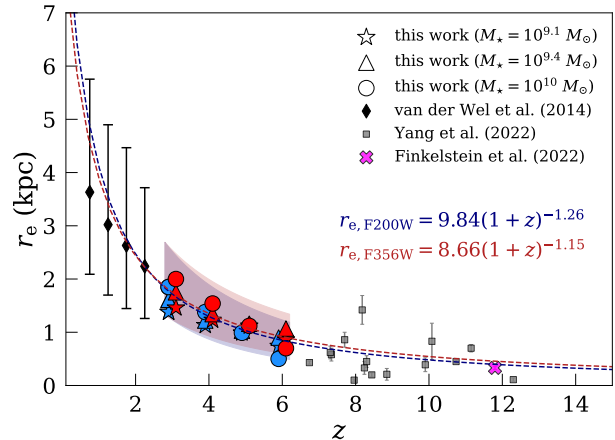 this work (M⋆ = 10^9.1 M⊙)
this work (M⋆ = 10^9.4 M⊙)
this work (M⋆ = 10^10 M⊙)
van der Wel et al. (2014)
Yang et al. (2022)
Finkelstein et al. (2022)
r_e,F200W = 9.84(1 + z)^−1.26
r_e,F356W = 8.66(1 + z)^−1.15
r_e (kpc)
7
6
5
4
3
2
1
0
2 4 6 8 10 12 14
z